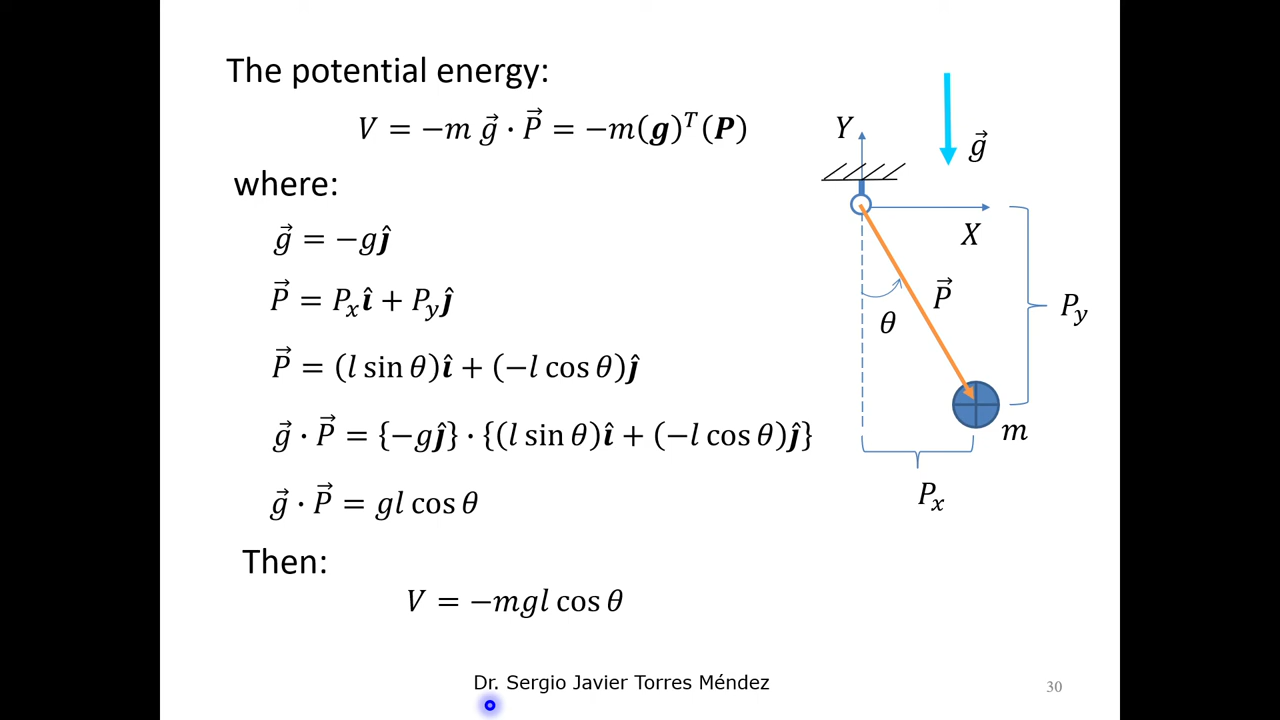 The potential energy:
V = −m g⃗ · P⃗ = −m(g)ᵀ(P)
where:
g⃗ = −gĵ
P⃗ = Pₓî + P_yĵ
P⃗ = (l sin θ)î + (−l cos θ)ĵ
g⃗ · P⃗ = {−gĵ} · {(l sin θ)î + (−l cos θ)ĵ}
g⃗ · P⃗ = gl cos θ
Then:
V = −mgl cos θ
Y
g⃗
X
P⃗
P_y
θ
m
Pₓ
Dr. Sergio Javier Torres Méndez
30